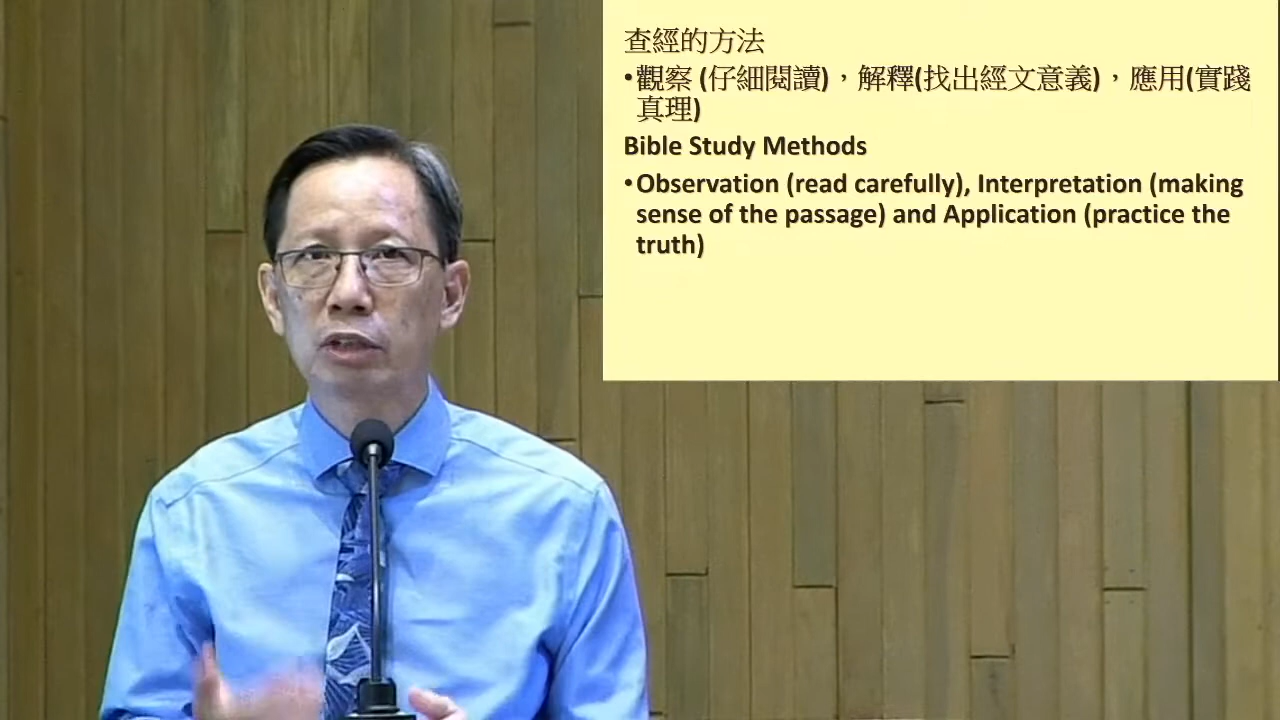 查經的方法
•觀察 (仔細閱讀)，解釋(找出經文意義)，應用(實踐
真理)
Bible Study Methods
•Observation (read carefully), Interpretation (making
sense of the passage) and Application (practice the
truth)